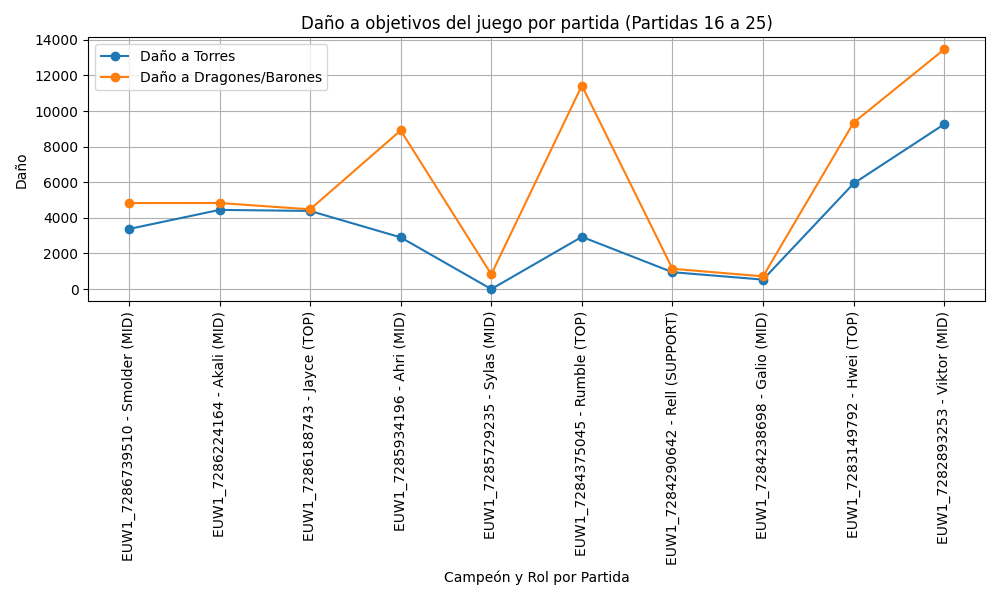 Daño a objetivos del juego por partida (Partidas 16 a 25)
Daño a Torres
Daño a Dragones/Barones
Daño
14000
12000
10000
8000
6000
4000
2000
0
EUW1_7286739510 - Smolder (MID)
EUW1_7286224164 - Akali (MID)
EUW1_7286188743 - Jayce (TOP)
EUW1_7285934196 - Ahri (MID)
EUW1_7285729235 - Sylas (MID)
EUW1_7284375045 - Rumble (TOP)
EUW1_7284290642 - Rell (SUPPORT)
EUW1_7284238698 - Galio (MID)
EUW1_7283149792 - Hwei (TOP)
EUW1_7282893253 - Viktor (MID)
Campeón y Rol por Partida